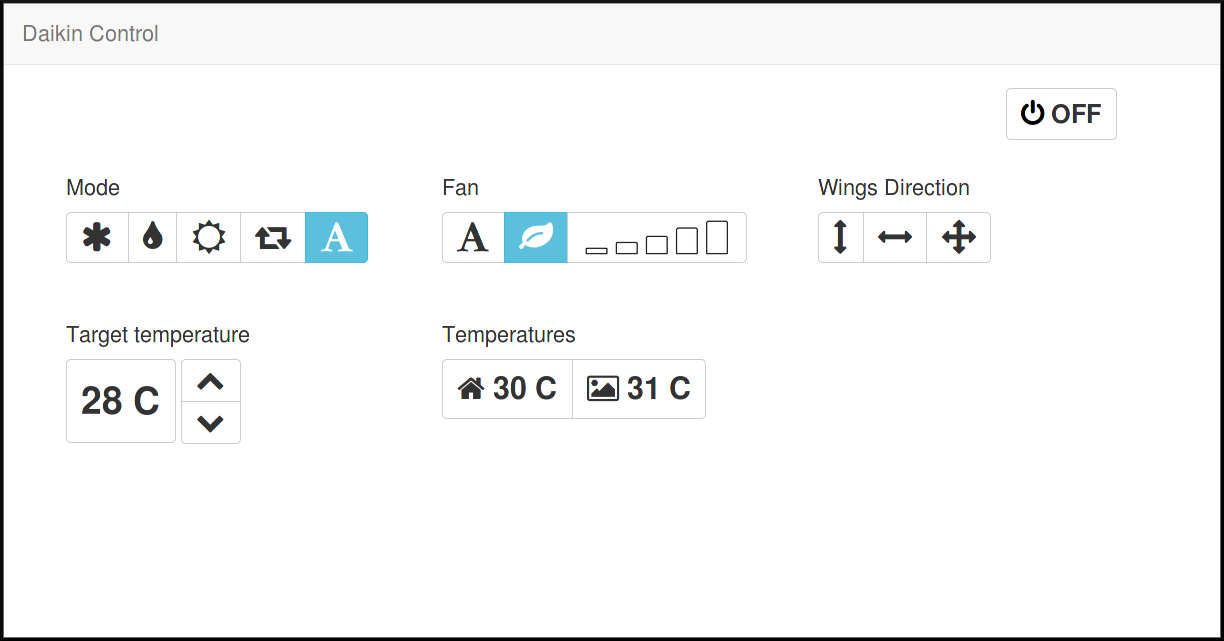 Daikin Control
OFF
Mode
Fan
Wings Direction
A
A
Target temperature
Temperatures
28 C
30 C
31 C